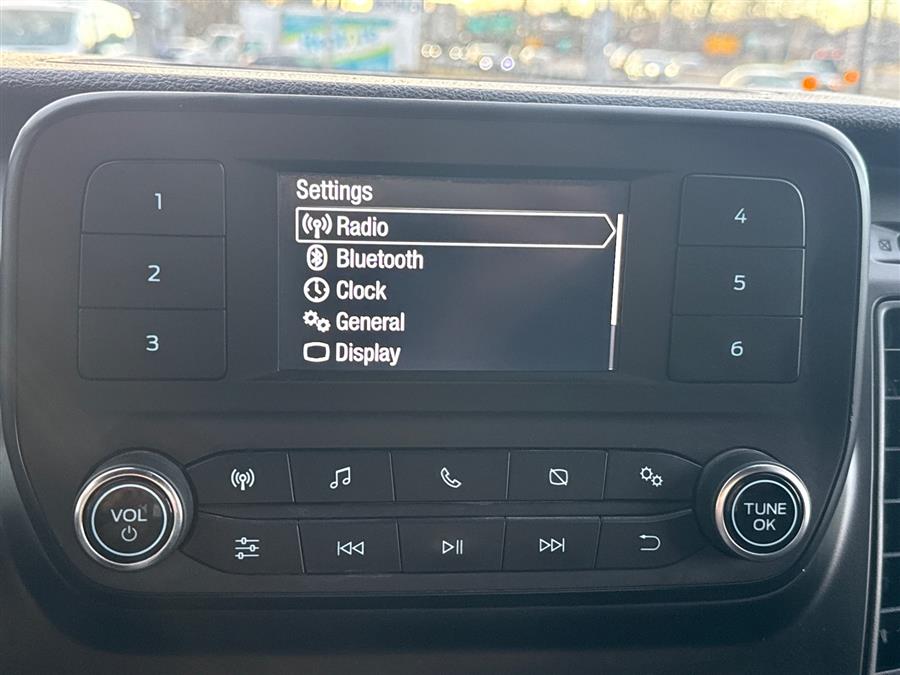 Settings
Radio
Bluetooth
Clock
General
Display
1
2
3
4
5
6
VOL
TUNE
OK